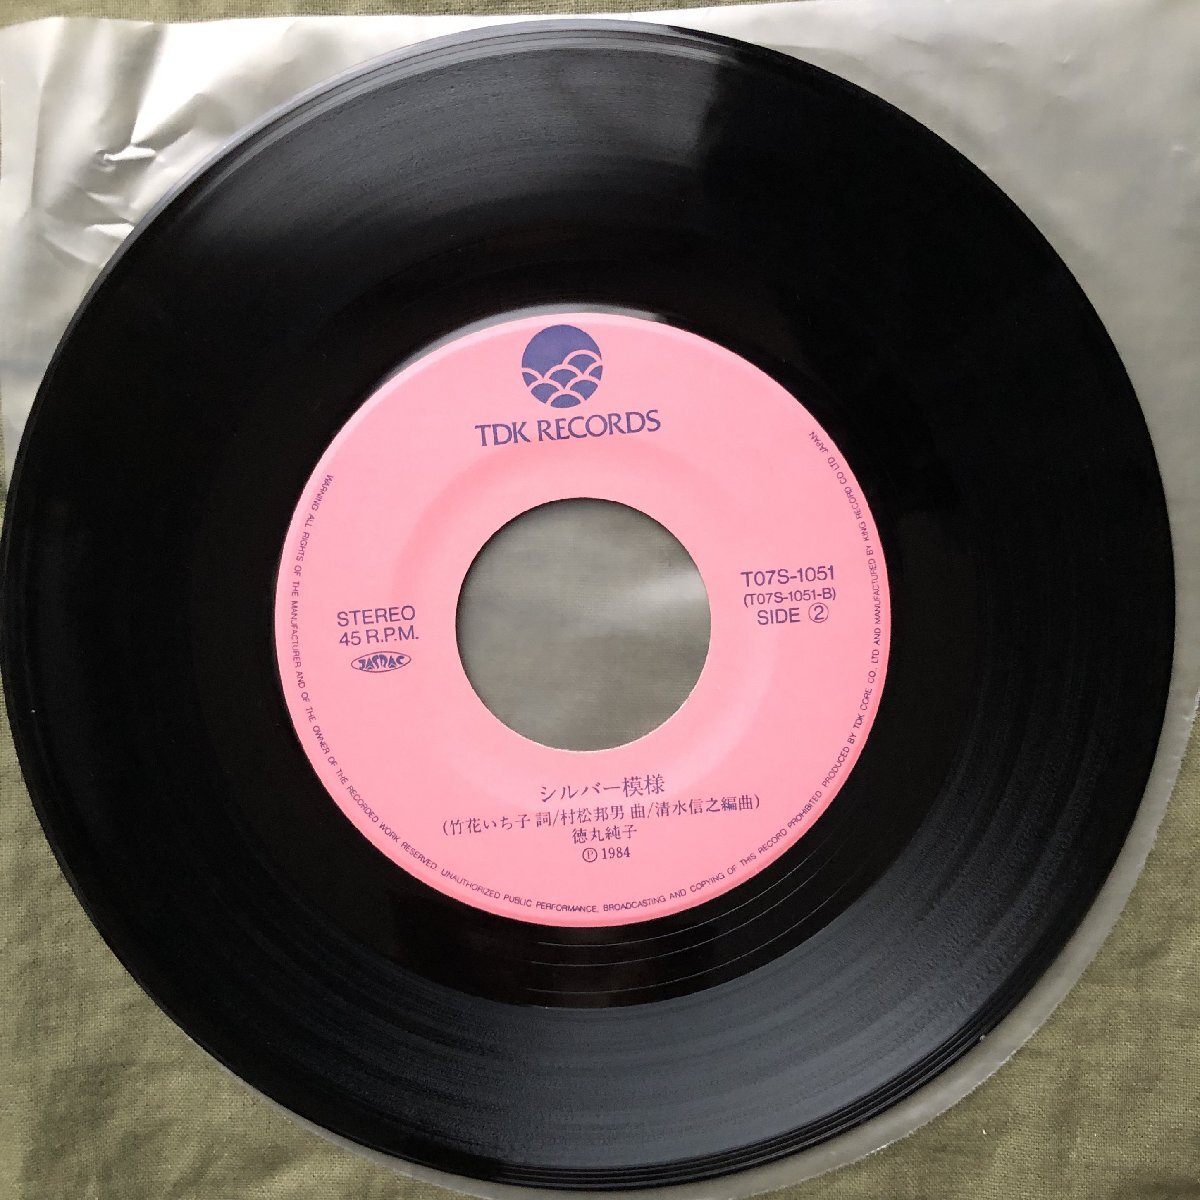 TDK RECORDS
STEREO
45 R.P.M.
JASRAC
T07S-1051
(T07S-1051-B)
SIDE ②
シルバー模様
(竹花いち子 詞/村松邦男 曲/清水信之編曲)
徳丸純子
Ⓟ 1984
WARNING ALL RIGHTS OF THE MANUFACTURER AND OF THE OWNER OF THE RECORDED WORK RESERVED. UNAUTHORIZED PUBLIC PERFORMANCE, BROADCASTING AND COPYING OF THIS RECORD PROHIBITED. PRODUCED BY TDK CORE CO., LTD. AND MANUFACTURED BY KING RECORD CO. LTD. JAPAN